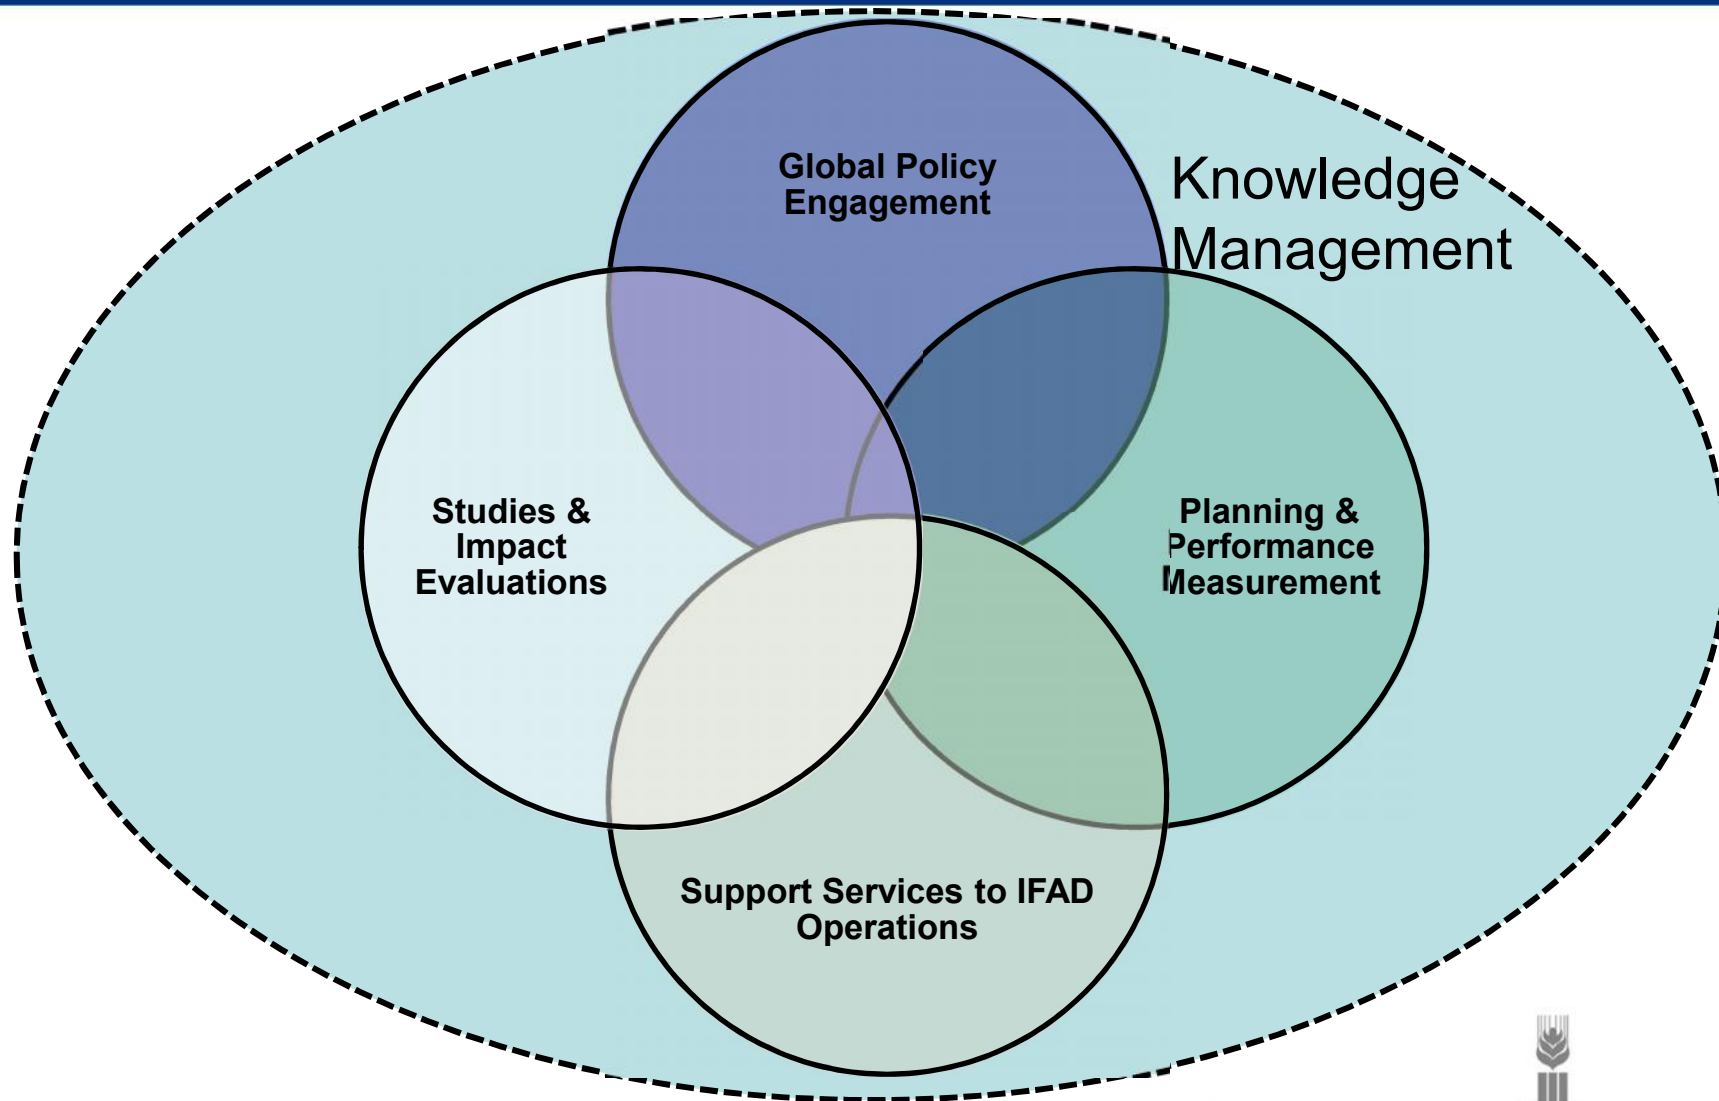 Global Policy
Engagement
Knowledge
Management
Studies &
Impact
Evaluations
Planning &
Performance
Measurement
Support Services to IFAD
Operations